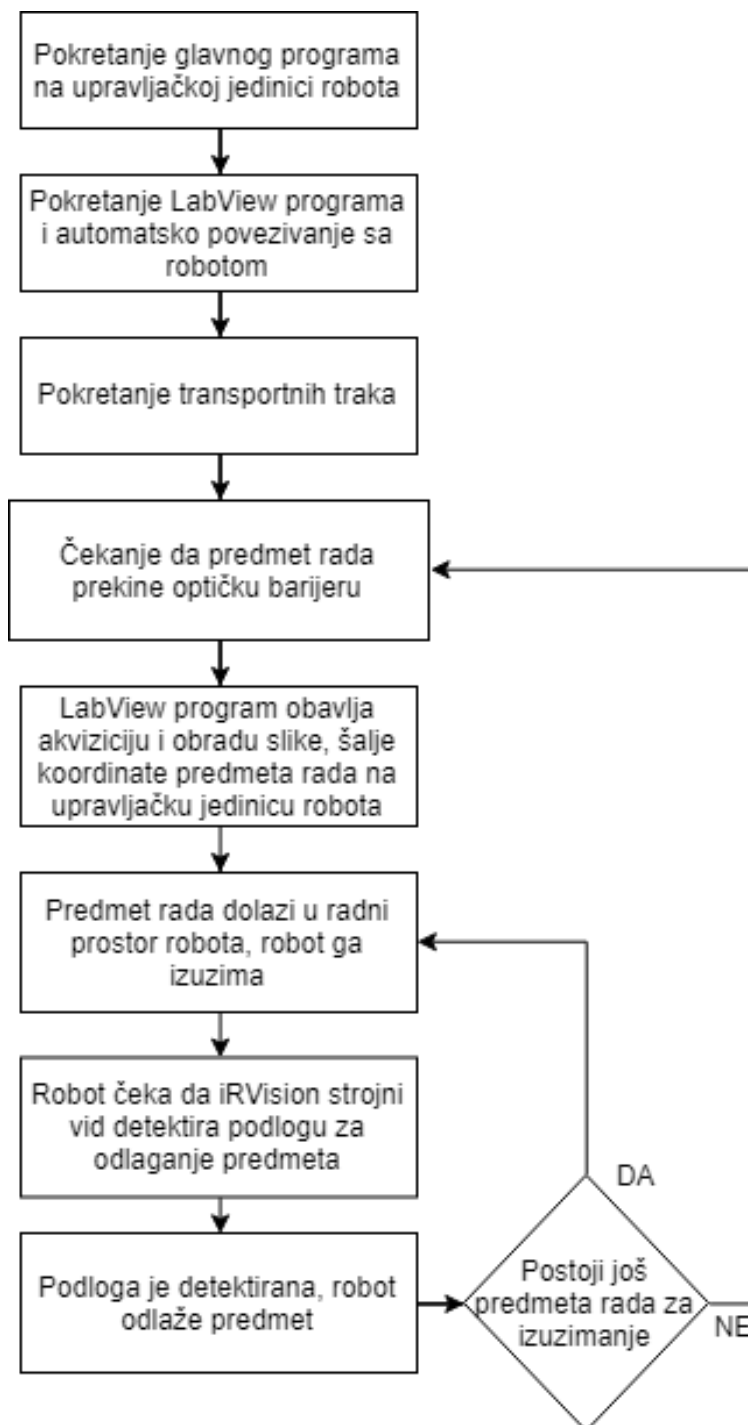 Pokretanje glavnog programa
na upravljačkoj jedinici robota
Pokretanje LabView programa
i automatsko povezivanje sa
robotom
Pokretanje transportnih traka
Čekanje da predmet rada
prekine optičku barijeru
LabView program obavlja
akviziciju i obradu slike, šalje
koordinate predmeta rada na
upravljačku jedinicu robota
Predmet rada dolazi u radni
prostor robota, robot ga
izuzima
Robot čeka da iRVision strojni
vid detektira podlogu za
odlaganje predmeta
Podloga je detektirana, robot
odlaže predmet
DA
Postoji još
predmeta rada za
izuzimanje
NE